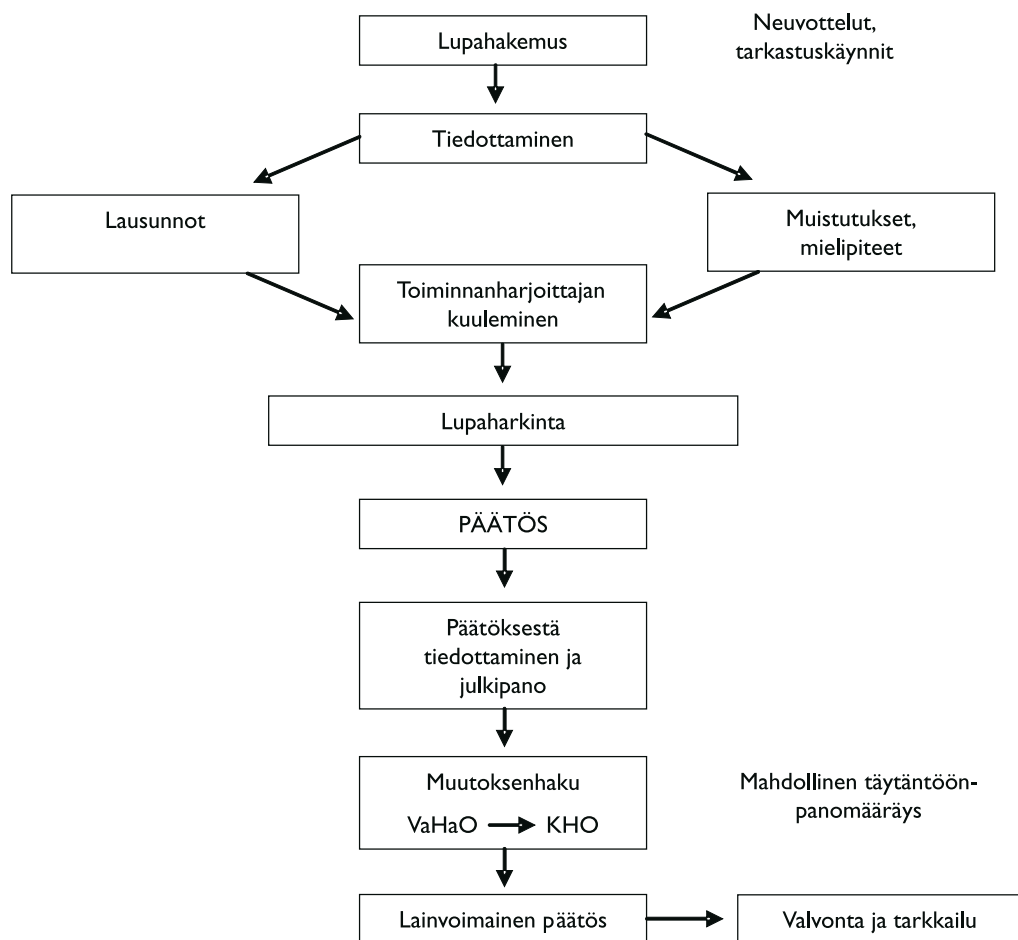 Lupahakemus
Neuvottelut,
tarkastuskäynnit
Tiedottaminen
Lausunnot
Muistutukset,
mielipiteet
Toiminnanharjoittajan
kuuleminen
Lupaharkinta
PÄÄTÖS
Päätöksestä
tiedottaminen ja
julkipano
Muutoksenhaku
VaHaO KHO
Mahdollinen täytäntöön-
panomääräys
Lainvoimainen päätös
Valvonta ja tarkkailu